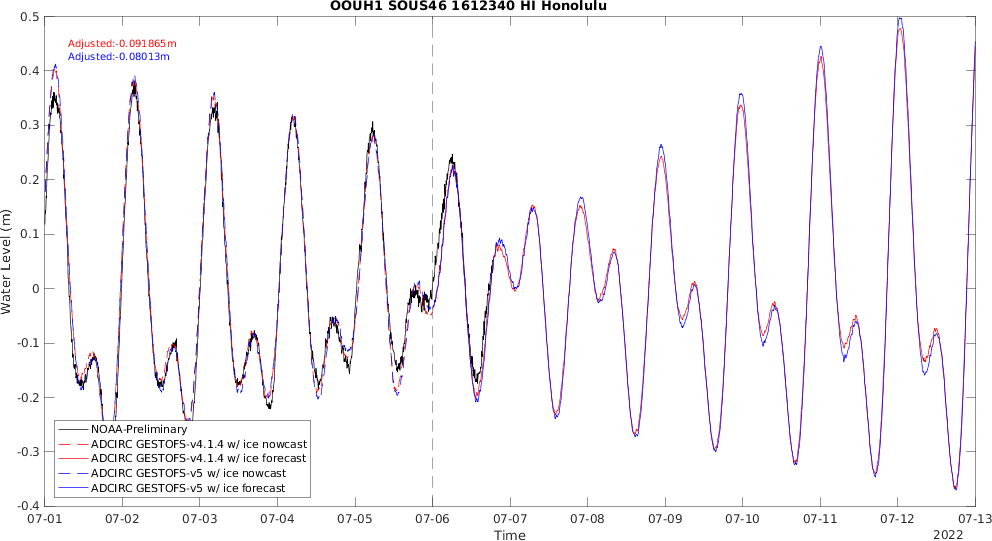 OOUH1 SOUS46 1612340 HI Honolulu
Adjusted:-0.091865m
Adjusted:-0.08013m
Water Level (m)
0.5
0.4
0.3
0.2
0.1
0
-0.1
-0.2
-0.3
-0.4
NOAA-Preliminary
ADCIRC GESTOFS-v4.1.4 w/ ice nowcast
ADCIRC GESTOFS-v4.1.4 w/ ice forecast
ADCIRC GESTOFS-v5 w/ ice nowcast
ADCIRC GESTOFS-v5 w/ ice forecast
07-01 07-02 07-03 07-04 07-05 07-06 07-07 07-08 07-09 07-10 07-11 07-12 07-13
Time
2022